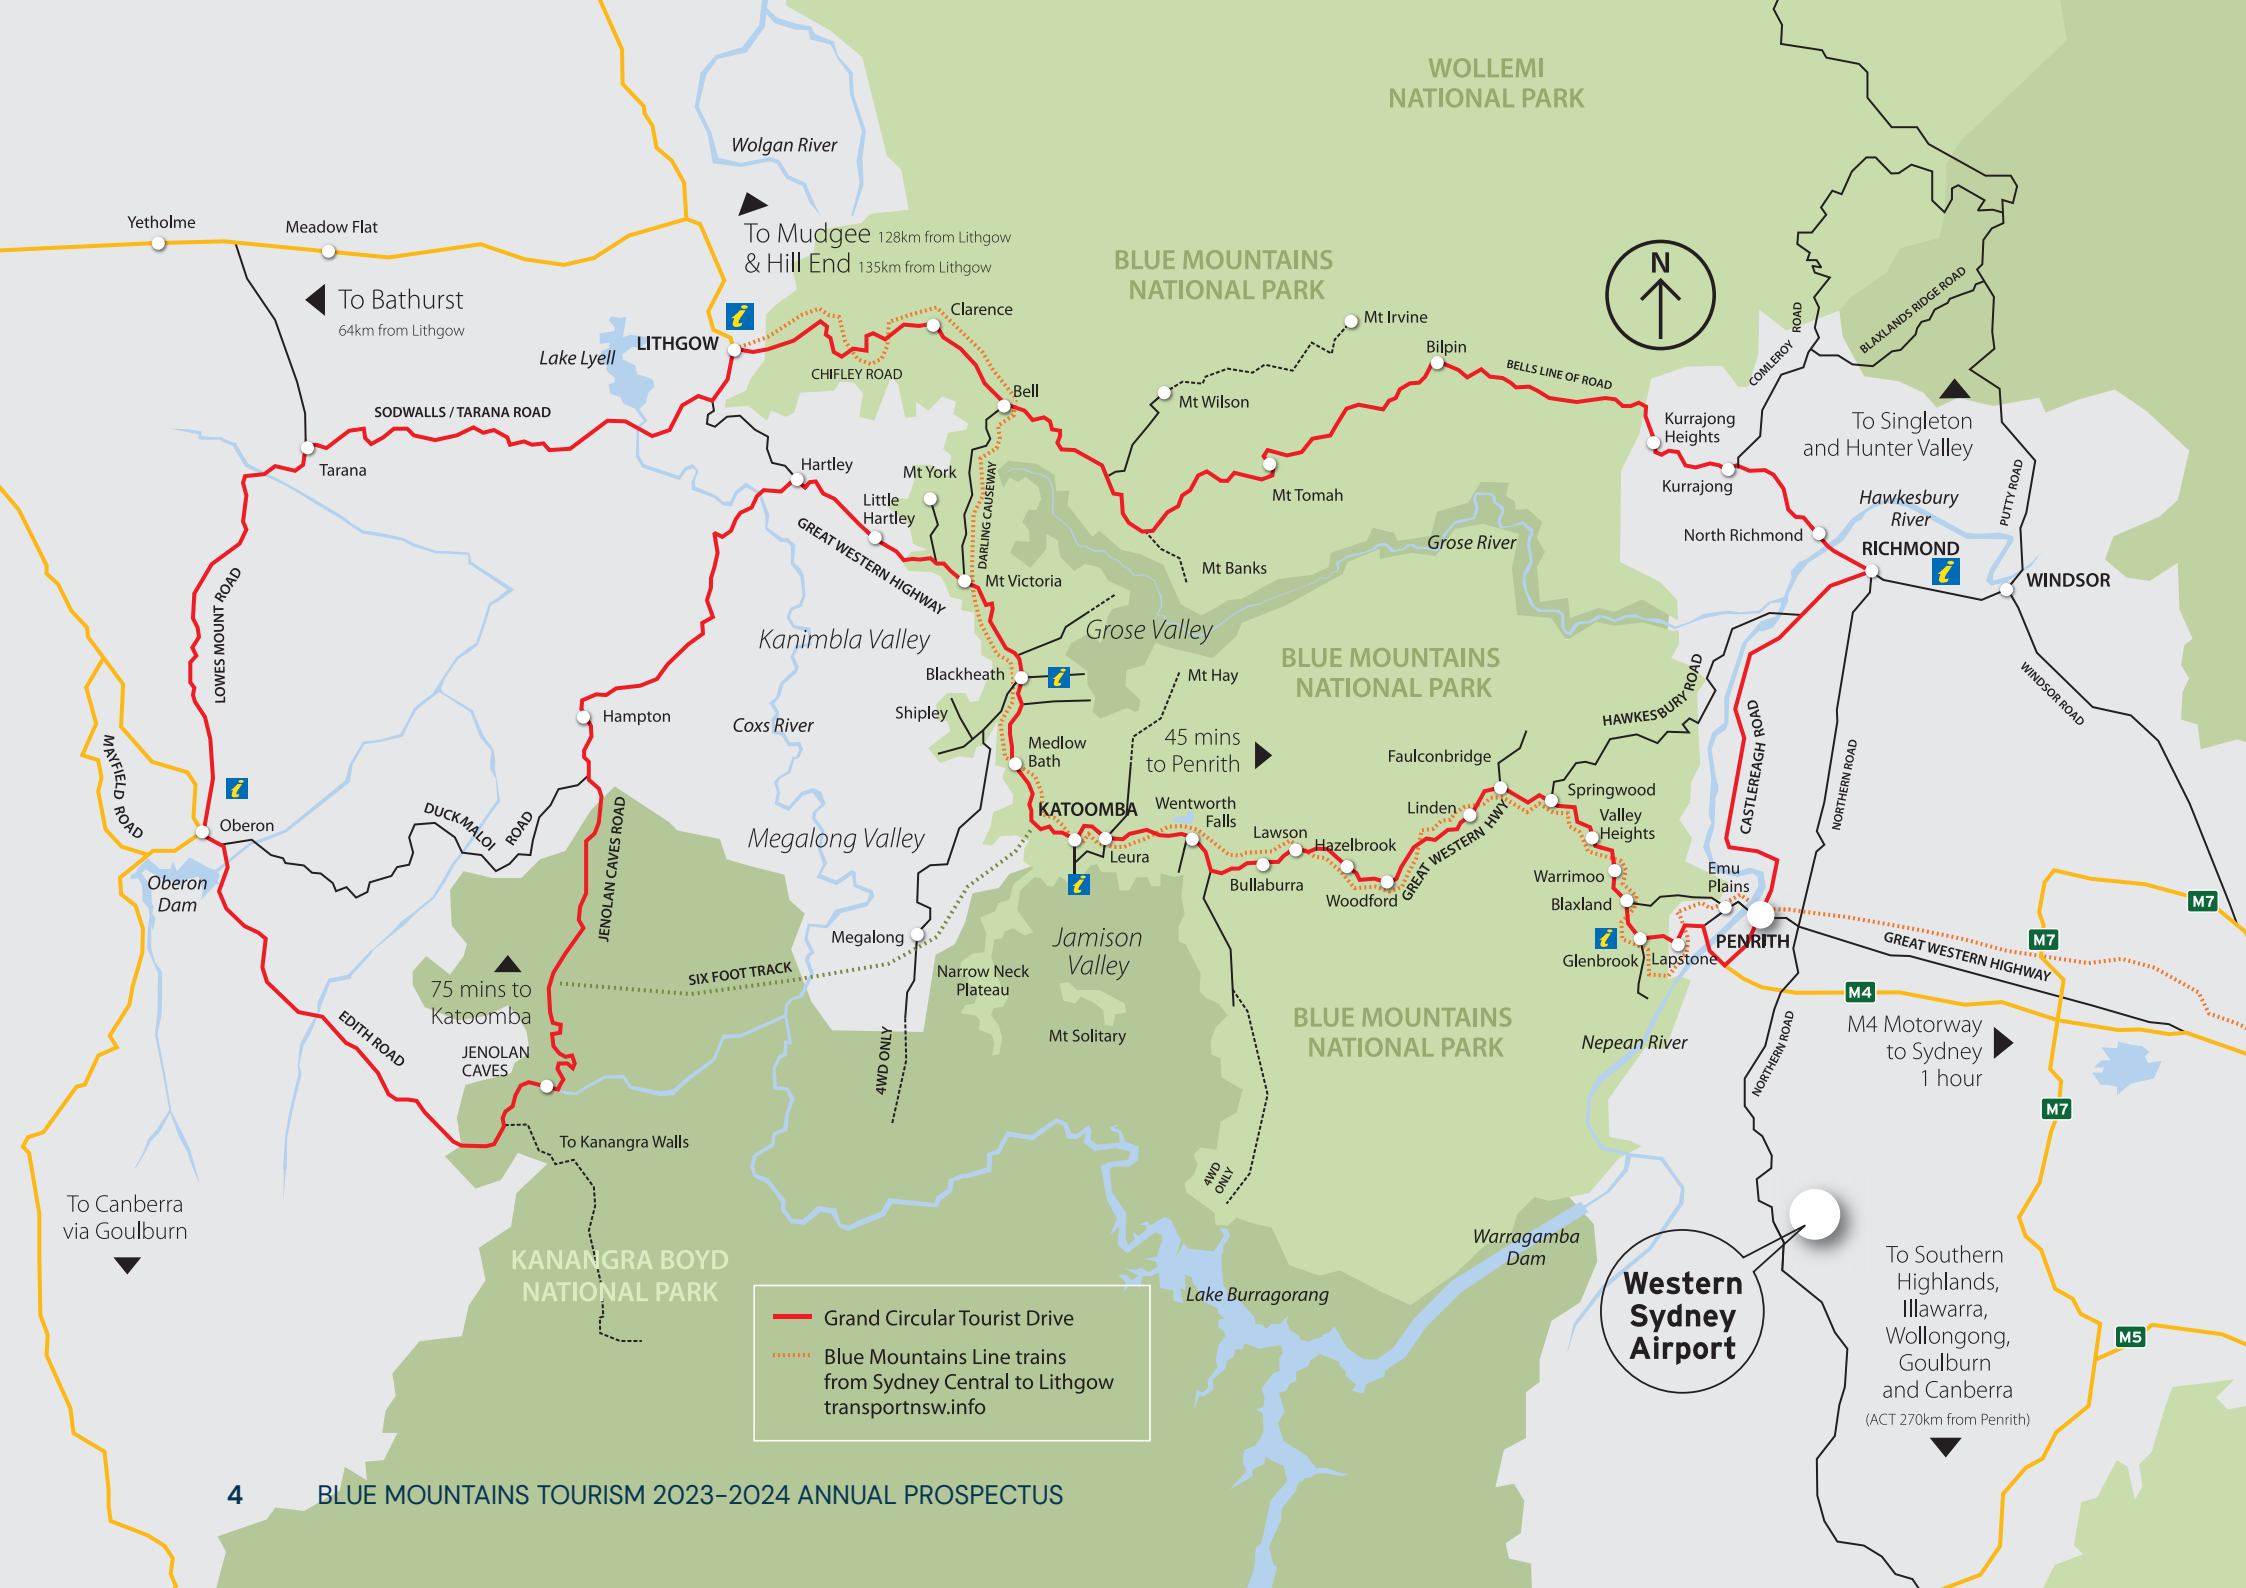 WOLLEMI
NATIONAL PARK
Wolgan River
Yetholme
Meadow Flat
To Mudgee 128km from Lithgow
& Hill End 135km from Lithgow
BLUE MOUNTAINS
NATIONAL PARK
N
To Bathurst
64km from Lithgow
i
Clarence
LITHGOW
Lake Lyell
CHIFLEY ROAD
Mt Irvine
Bilpin
BELLS LINE OF ROAD
COMLEROY ROAD
BLAXLANDS RIDGE ROAD
Bell
Mt Wilson
SODWALLS / TARANA ROAD
Kurrajong
Heights
To Singleton
and Hunter Valley
Tarana
Hartley
Mt York
Little
Hartley
DARLING CAUSEWAY
Mt Tomah
Kurrajong
Hawkesbury
River
PUTTY ROAD
GREAT WESTERN HIGHWAY
Grose River
North Richmond
RICHMOND
i
Mt Banks
Mt Victoria
WINDSOR
LOWES MOUNT ROAD
Kanimbla Valley
Grose Valley
BLUE MOUNTAINS
NATIONAL PARK
Blackheath
i
Mt Hay
HAWKESBURY ROAD
WINDSOR ROAD
Hampton
Coxs River
Shipley
Medlow
Bath
45 mins
to Penrith
Faulconbridge
CASTLEREAGH ROAD
NORTHERN ROAD
MAYFIELD ROAD
i
Oberon
DUCKMALOI ROAD
JENOLAN CAVES ROAD
Megalong Valley
KATOOMBA
Wentworth
Falls
Leura
i
Lawson
Bullaburra
Hazelbrook
Woodford
Linden
GREAT WESTERN HWY
Springwood
Valley
Heights
Warrimoo
Blaxland
Emu
Plains
Oberon
Dam
Megalong
Jamison
Valley
i
Glenbrook
Lapstone
PENRITH
M7
M7
GREAT WESTERN HIGHWAY
SIX FOOT TRACK
Narrow Neck
Plateau
M4
75 mins to
Katoomba
EDITH ROAD
JENOLAN
CAVES
4WD ONLY
Mt Solitary
BLUE MOUNTAINS
NATIONAL PARK
Nepean River
NORTHERN ROAD
M4 Motorway
to Sydney
1 hour
M7
To Kanangra Walls
4WD
ONLY
To Canberra
via Goulburn
KANANGRA BOYD
NATIONAL PARK
Warragamba
Dam
Lake Burragorang
Western
Sydney
Airport
To Southern
Highlands,
Illawarra,
Wollongong,
Goulburn
and Canberra
(ACT 270km from Penrith)
M5
Grand Circular Tourist Drive
Blue Mountains Line trains
from Sydney Central to Lithgow
transportnsw.info
4 BLUE MOUNTAINS TOURISM 2023–2024 ANNUAL PROSPECTUS